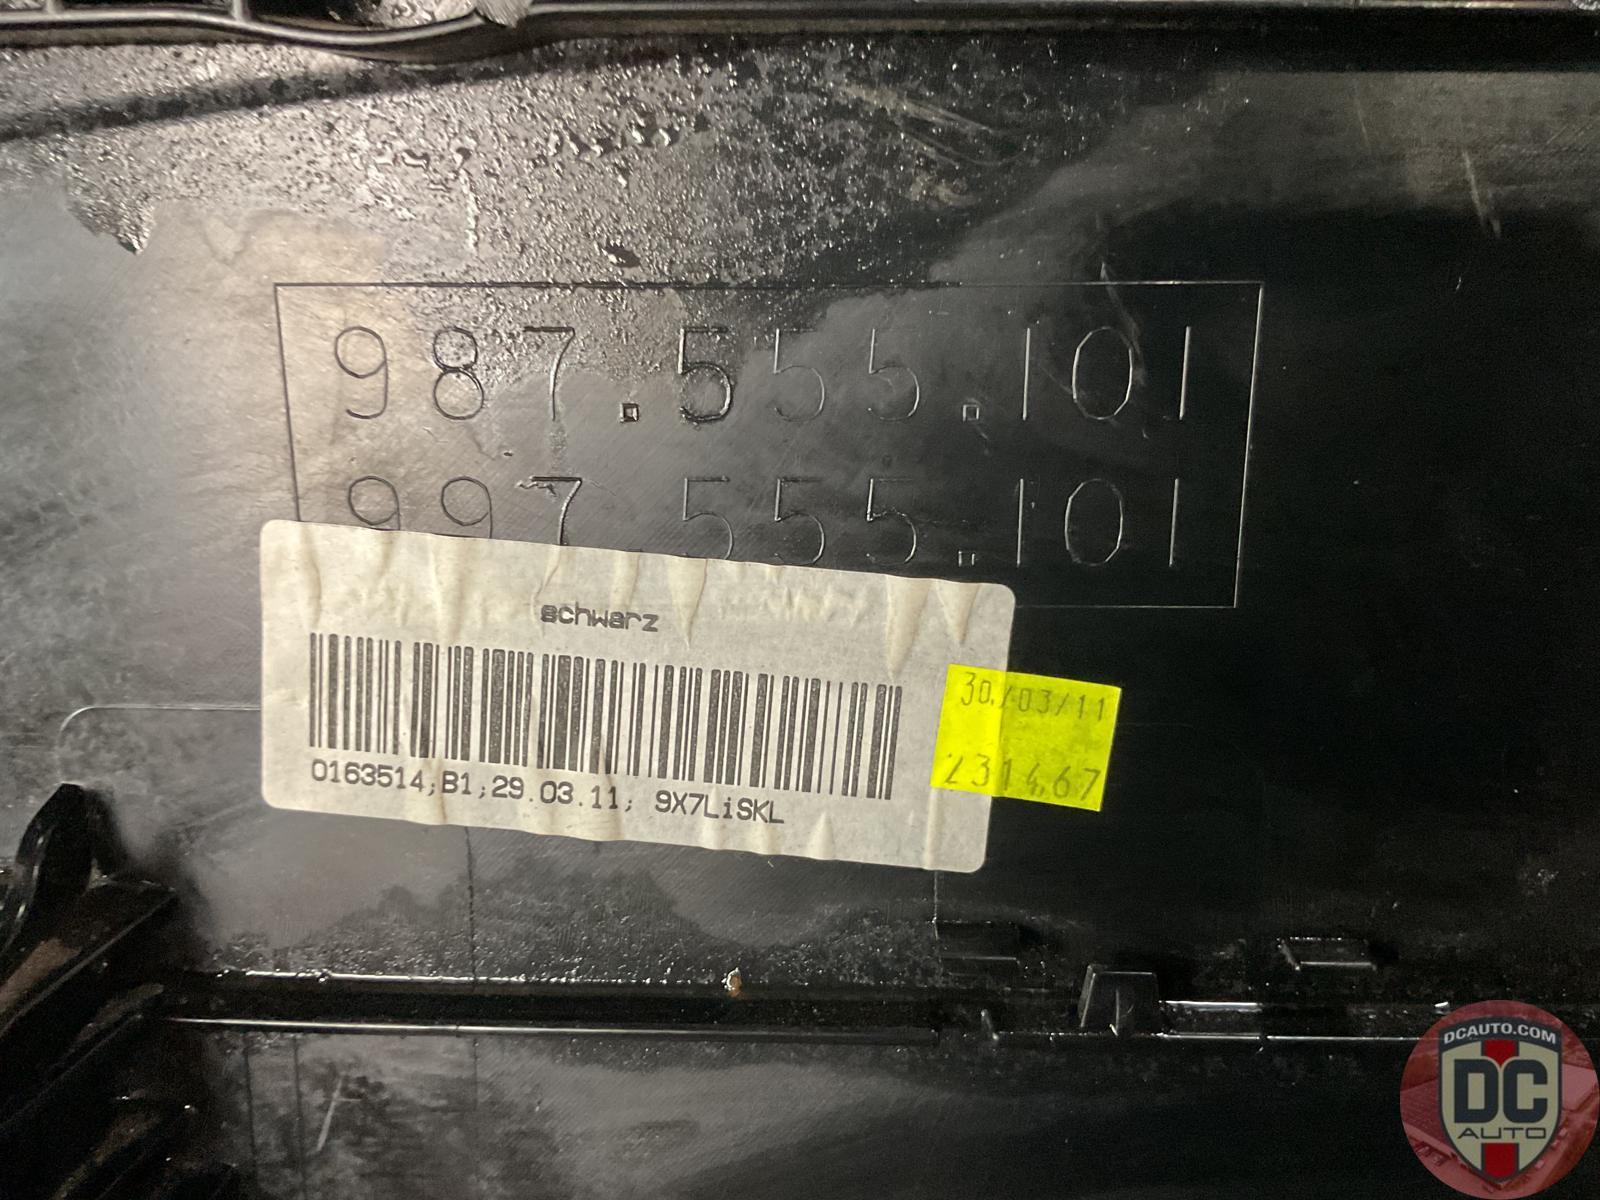 987.555.101
997.555.101
schwarz
0163514;B1;29.03.11; 9X7LiSKL
30/03/11
231467
DCAUTO.COM
DC
AUTO